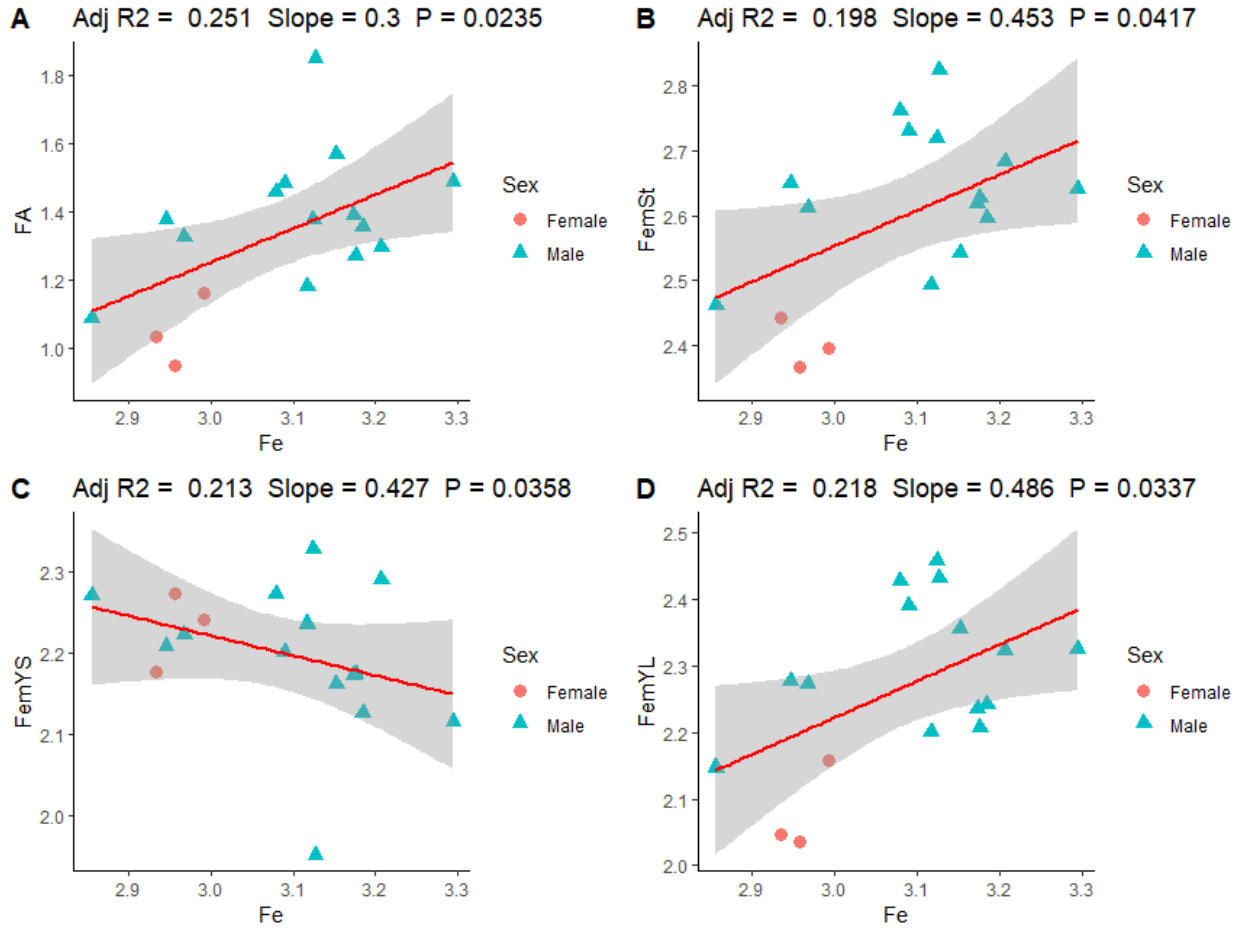 A Adj R2 = 0.251 Slope = 0.3 P = 0.0235
FA
1.8
1.6
1.4
1.2
1.0
2.9 3.0 3.1 3.2 3.3
Fe
Sex
Female
Male
B Adj R2 = 0.198 Slope = 0.453 P = 0.0417
FemSt
2.8
2.7
2.6
2.5
2.4
2.9 3.0 3.1 3.2 3.3
Fe
Sex
Female
Male
C Adj R2 = 0.213 Slope = 0.427 P = 0.0358
FemYS
2.3
2.2
2.1
2.0
2.9 3.0 3.1 3.2 3.3
Fe
Sex
Female
Male
D Adj R2 = 0.218 Slope = 0.486 P = 0.0337
FemYL
2.5
2.4
2.3
2.2
2.1
2.0
2.9 3.0 3.1 3.2 3.3
Fe
Sex
Female
Male